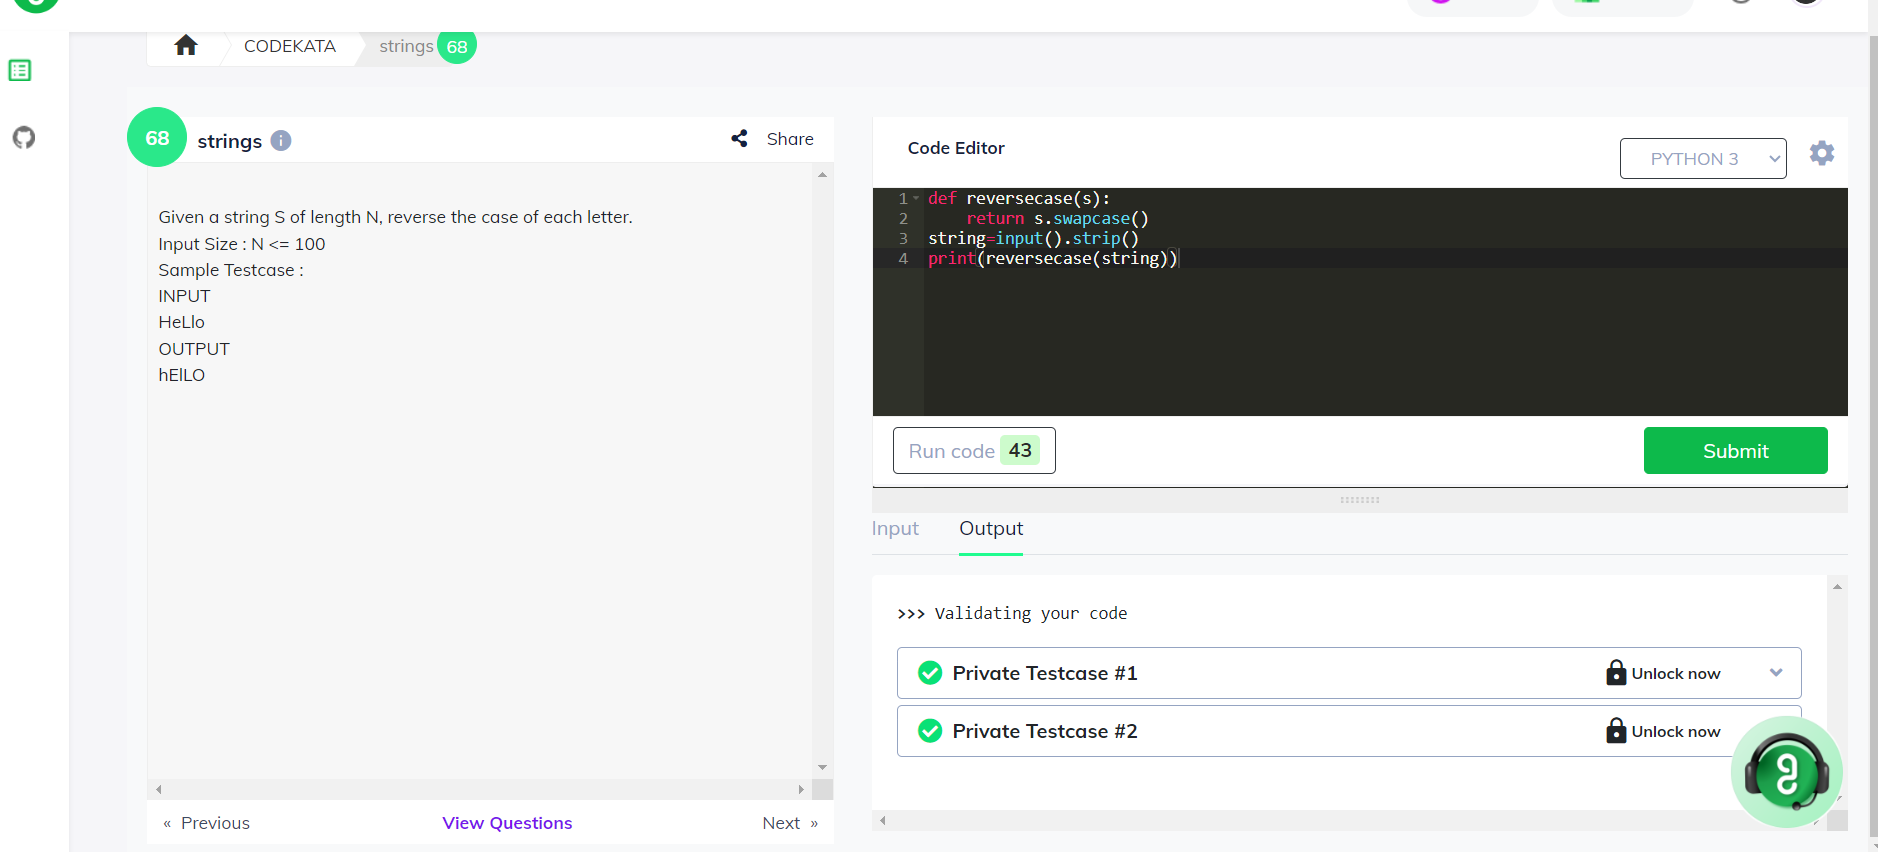 CODEKATA
strings 68
68
strings
Share
Given a string S of length N, reverse the case of each letter.
Input Size : N <= 100
Sample Testcase :
INPUT
HeLlo
OUTPUT
hElLO
« Previous
View Questions
Next »
Code Editor
PYTHON 3
1 def reversecase(s):
2 return s.swapcase()
3 string=input().strip()
4 print(reversecase(string))
Run code 43
Submit
Input
Output
>>> Validating your code
Private Testcase #1
Unlock now
Private Testcase #2
Unlock now